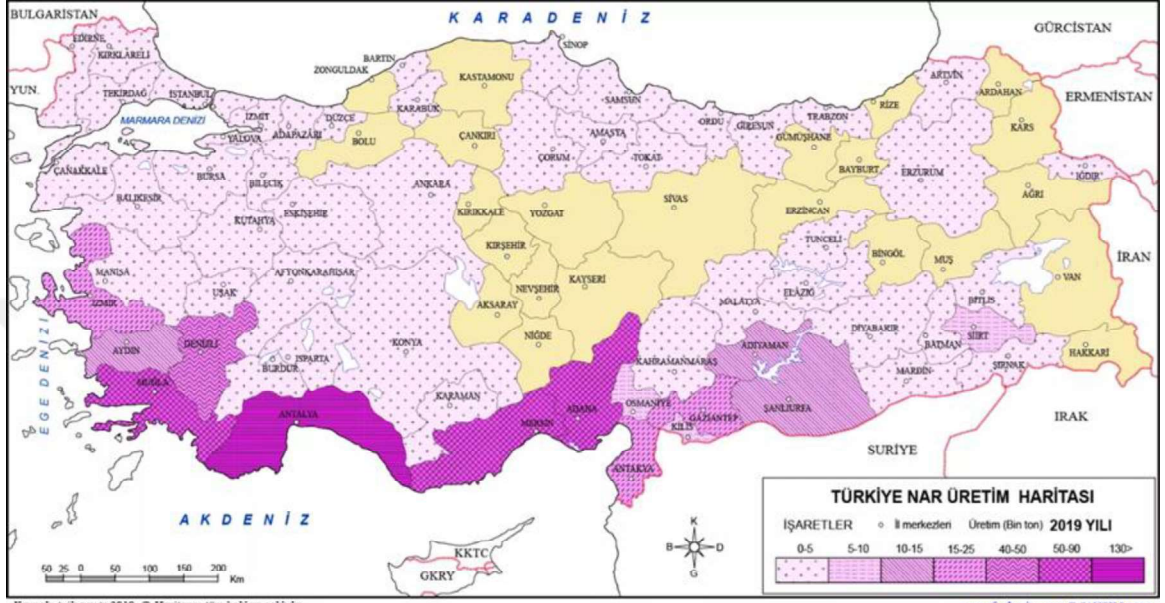 K A R A D E N İ Z
BULGARİSTAN
GÜRCİSTAN
EDİRNE
KIRKLARELİ
SİNOP
BARTIN
ZONGULDAK
KASTAMONU
ARTVİN
ARDAHAN
YUN.
TEKİRDAĞ
İSTANBUL
KARABÜK
SAMSUN
RİZE
ERMENİSTAN
MARMARA DENİZİ
İZMİT
ADAPAZARI
DÜZCE
ORDU
GİRESUN
TRABZON
KARS
YALOVA
BOLU
ÇANKIRI
AMASYA
GÜMÜŞHANE
ÇANAKKALE
BURSA
BİLECİK
ÇORUM
TOKAT
BAYBURT
ERZURUM
IĞDIR
ANKARA
BALIKESİR
ESKİŞEHİR
KIRIKKALE
YOZGAT
SİVAS
ERZİNCAN
AĞRI
KÜTAHYA
KIRŞEHİR
TUNCELİ
BİNGÖL
MUŞ
İRAN
MANİSA
UŞAK
AFYONKARAHİSAR
NEVŞEHİR
KAYSERİ
ELAZIĞ
VAN
İZMİR
AKSARAY
MALATYA
BİTLİS
EGE DENİZİ
AYDIN
DENİZLİ
ISPARTA
BURDUR
KONYA
NİĞDE
KAHRAMANMARAŞ
ADIYAMAN
DİYABARIR
BATMAN
SİİRT
HAKKARİ
MUĞLA
KARAMAN
MARDİN
ŞIRNAK
ANTALYA
MERSİN
ADANA
OSMANİYE
GAZİANTEP
ŞANLIURFA
KİLİS
IRAK
ANTAKYA
SURİYE
A K D E N İ Z
KKTC
GKRY
K
B
D
G
50 25 0 50 100 150 200
Km
TÜRKİYE NAR ÜRETİM HARİTASI
İŞARETLER İl merkezleri Üretim (Bin ton) 2019 YILI
0-5 5-10 10-15 15-25 40-50 50-90 130>